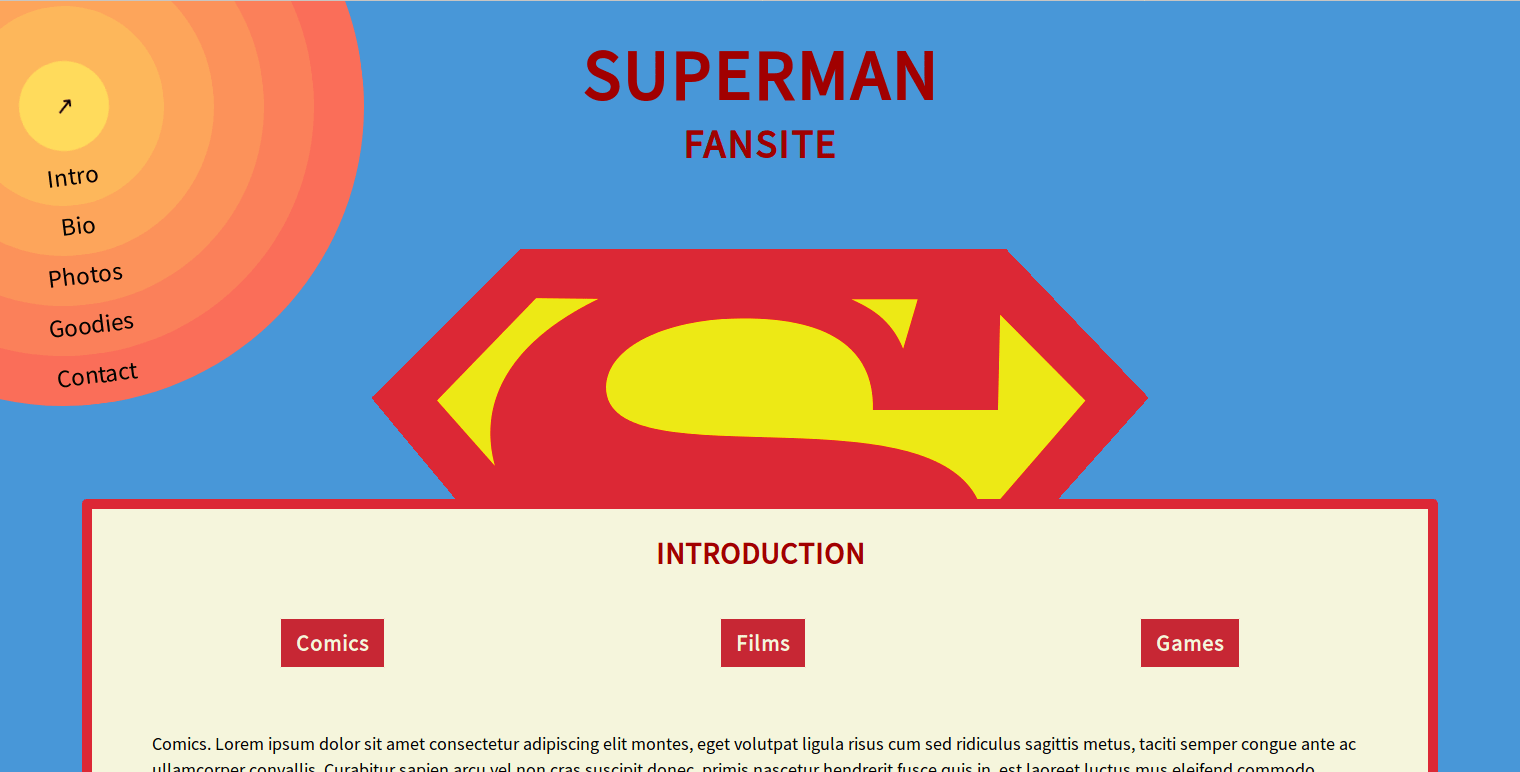 SUPERMAN
FANSITE
↗
Intro
Bio
Photos
Goodies
Contact
S
INTRODUCTION
Comics
Films
Games
Comics. Lorem ipsum dolor sit amet consectetur adipiscing elit montes, eget volutpat ligula risus cum sed ridiculus sagittis metus, taciti semper congue ante ac
ullamcorper convallis. Curabitur sapien arcu vel non cras suscipit donec, primis nascetur hendrerit fusce quis in, est laoreet luctus mus eleifend commodo